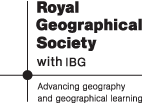 Royal
Geographical
Society
with IBG
Advancing geography
and geographical learning